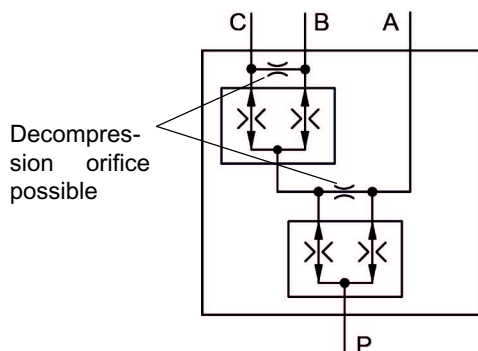 C B A
Decompres-
sion orifice
possible
P